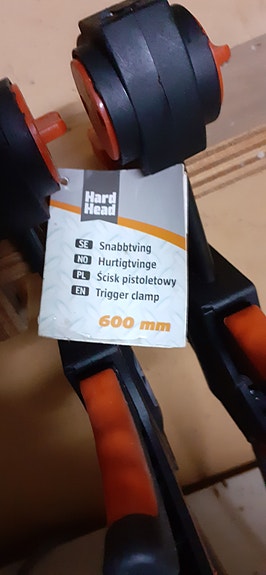 Hard
Head
SE Snabbtving
NO Hurtigtvinge
PL Ścisk pistoletowy
EN Trigger clamp
600 mm